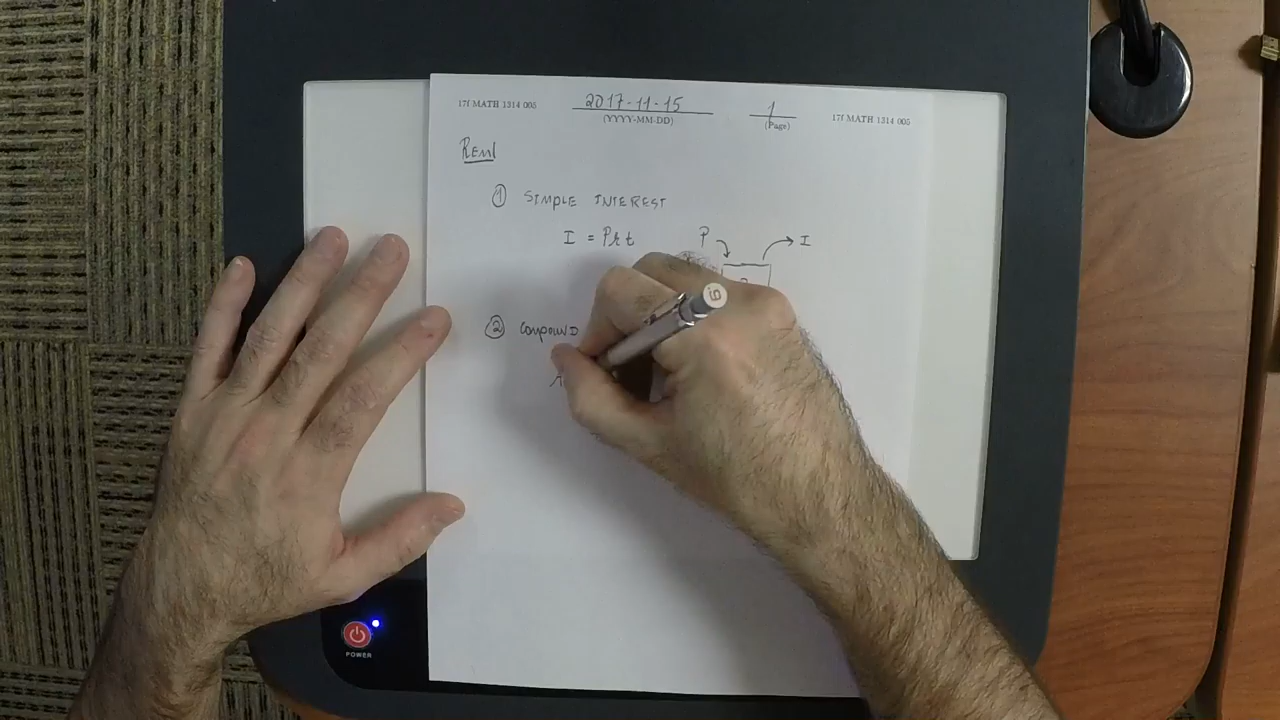 17f MATH 1314 005 2017-11-15 1 17f MATH 1314 005
(YYYY-MM-DD) (Page)
① SIMPLE INTEREST
I = Prt P I
② COMPOUND
POWER